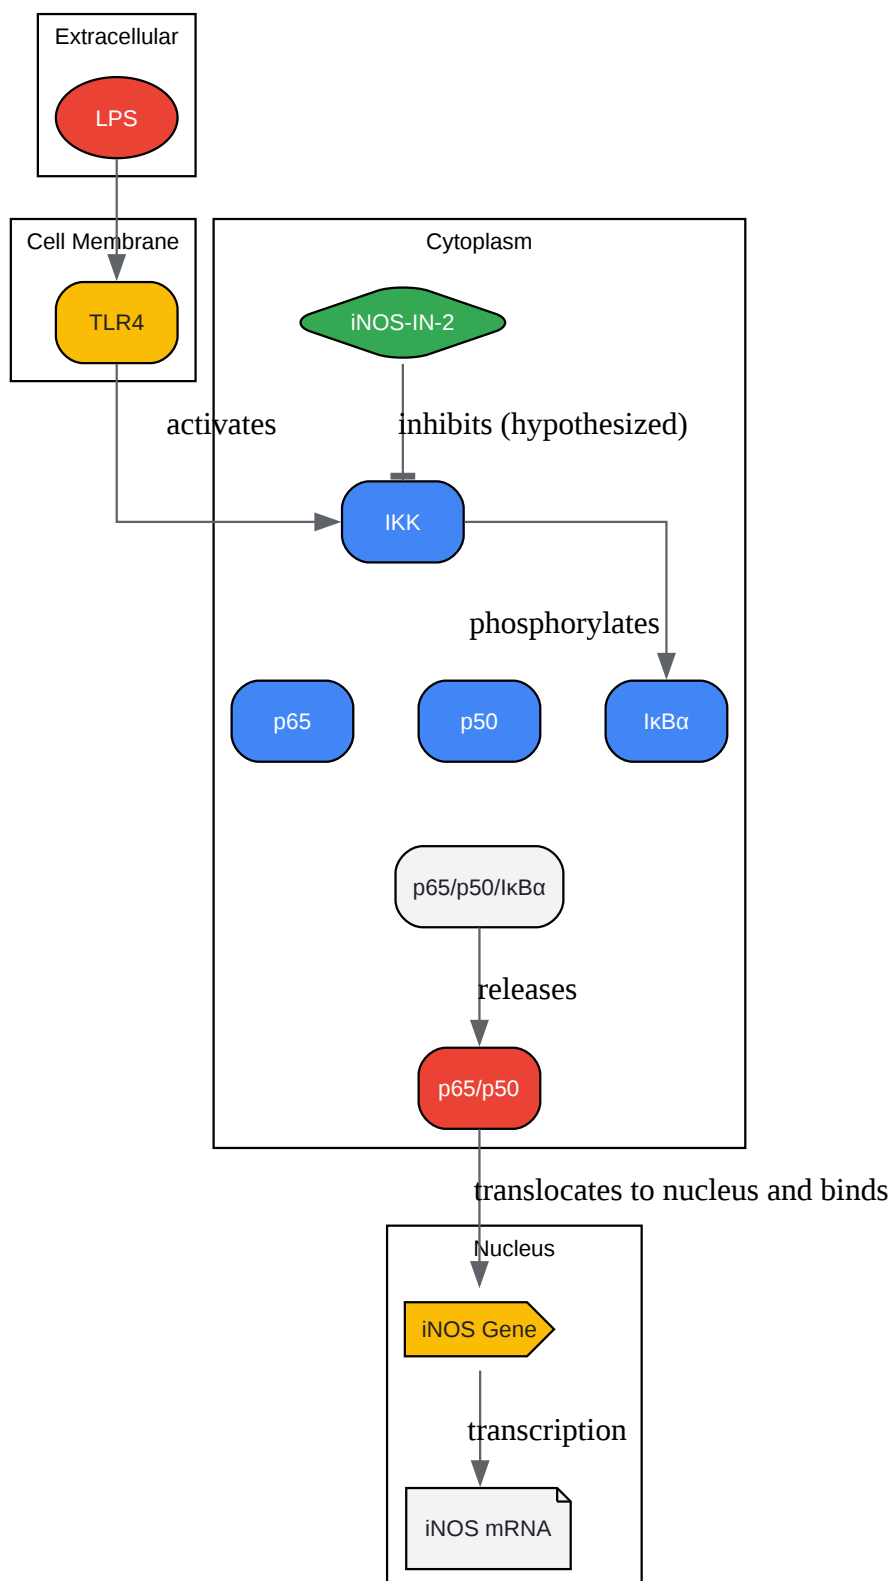 Extracellular
LPS
Cell Membrane
Cytoplasm
TLR4
iNOS-IN-2
activates
inhibits (hypothesized)
IKK
phosphorylates
p65
p50
IκBα
p65/p50/IκBα
releases
p65/p50
translocates to nucleus and binds
Nucleus
iNOS Gene
transcription
iNOS mRNA